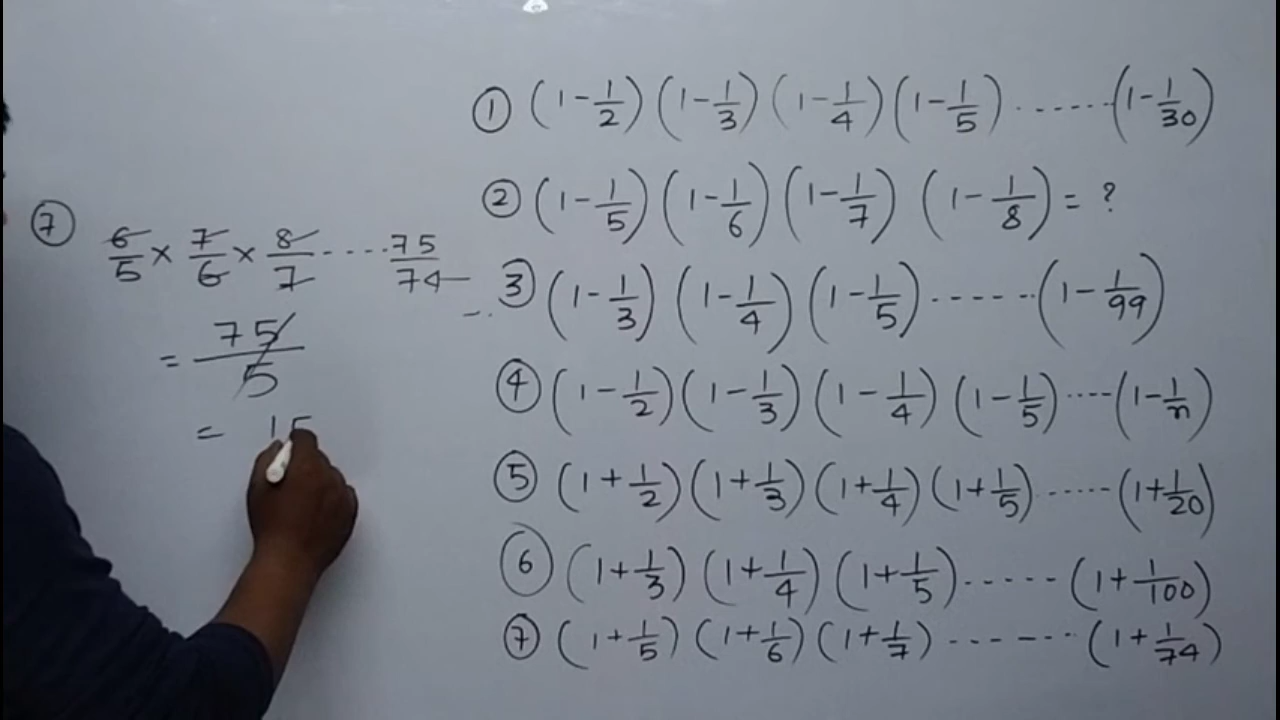 ① (1-1/2) (1-1/3) (1-1/4) (1-1/5) ....... (1-1/30)
② (1-1/5) (1-1/6) (1-1/7) (1-1/8) = ?
③ (1-1/3) (1-1/4) (1-1/5) ...... (1-1/99)
④ (1-1/2) (1-1/3) (1-1/4) (1-1/5) .... (1-1/n)
⑤ (1+1/2) (1+1/3) (1+1/4) (1+1/5) ..... (1+1/20)
⑥ (1+1/3) (1+1/4) (1+1/5) ...... (1+1/100)
⑦ (1+1/5) (1+1/6) (1+1/7) ....... (1+1/74)
⑦ 6/5 × 7/6 × 8/7 ..... 75/74
= 75/5
= 15